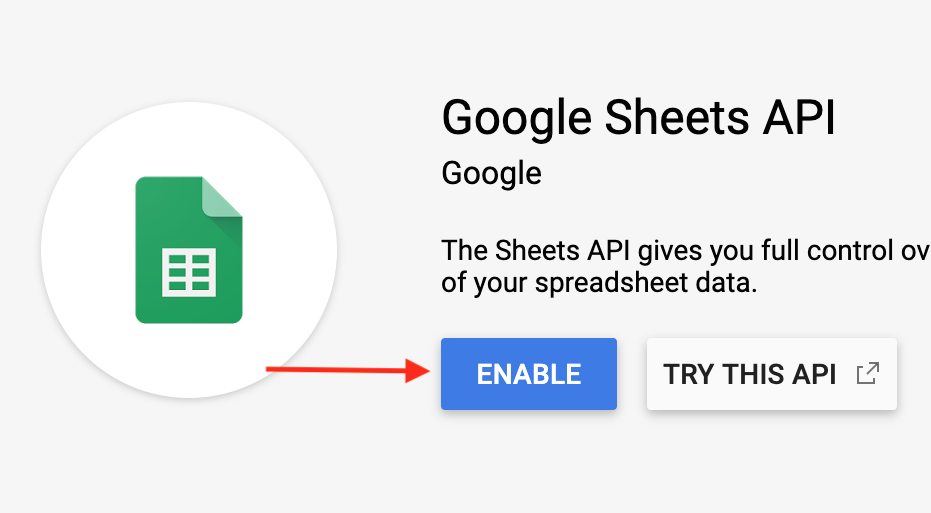 Google Sheets API
Google
The Sheets API gives you full control ov
of your spreadsheet data.
ENABLE
TRY THIS API